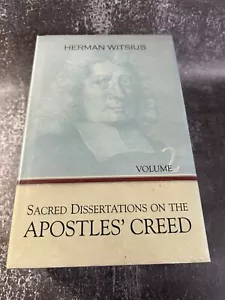 HERMAN WITSIUS
VOLUME 2
SACRED DISSERTATIONS ON THE
APOSTLES' CREED